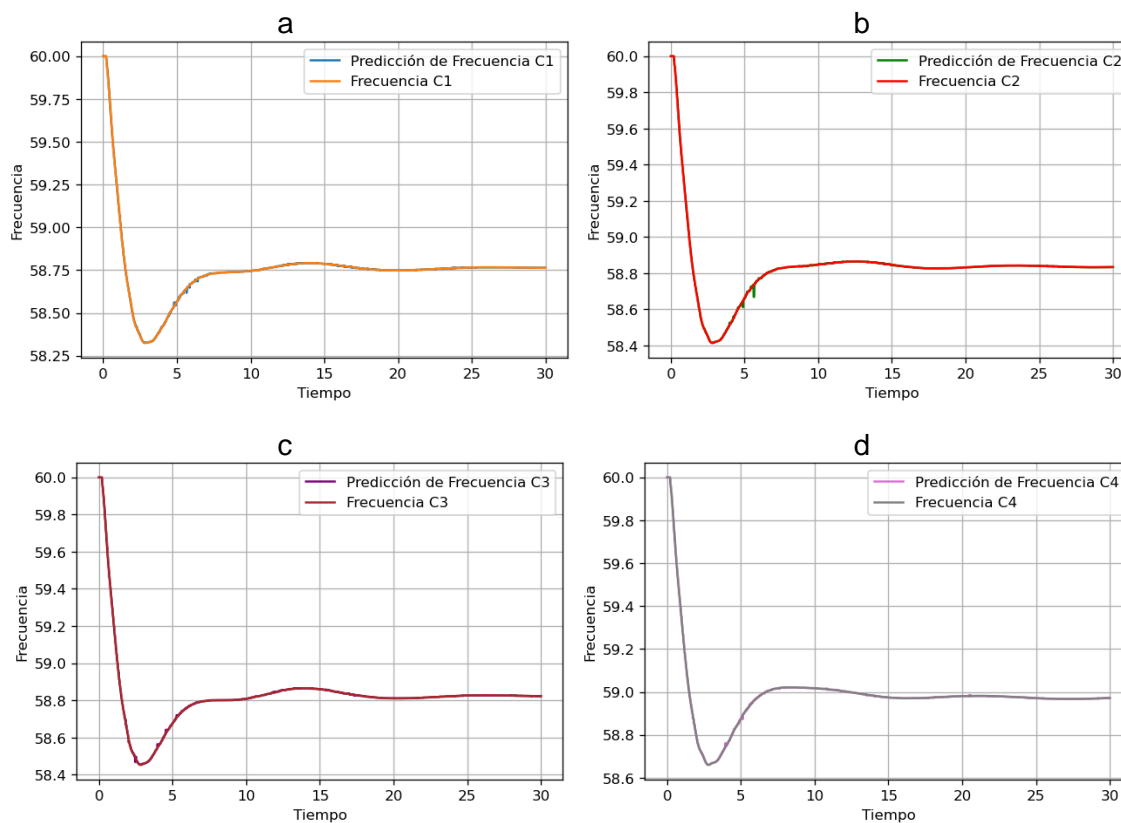 a
60.00
59.75
59.50
59.25
59.00
58.75
58.50
58.25
Frecuencia
Predicción de Frecuencia C1
Frecuencia C1
0 5 10 15 20 25 30
Tiempo
b
60.0
59.8
59.6
59.4
59.2
59.0
58.8
58.6
58.4
Frecuencia
Predicción de Frecuencia C2
Frecuencia C2
0 5 10 15 20 25 30
Tiempo
c
60.0
59.8
59.6
59.4
59.2
59.0
58.8
58.6
58.4
Frecuencia
Predicción de Frecuencia C3
Frecuencia C3
0 5 10 15 20 25 30
Tiempo
d
60.0
59.8
59.6
59.4
59.2
59.0
58.8
58.6
Frecuencia
Predicción de Frecuencia C4
Frecuencia C4
0 5 10 15 20 25 30
Tiempo